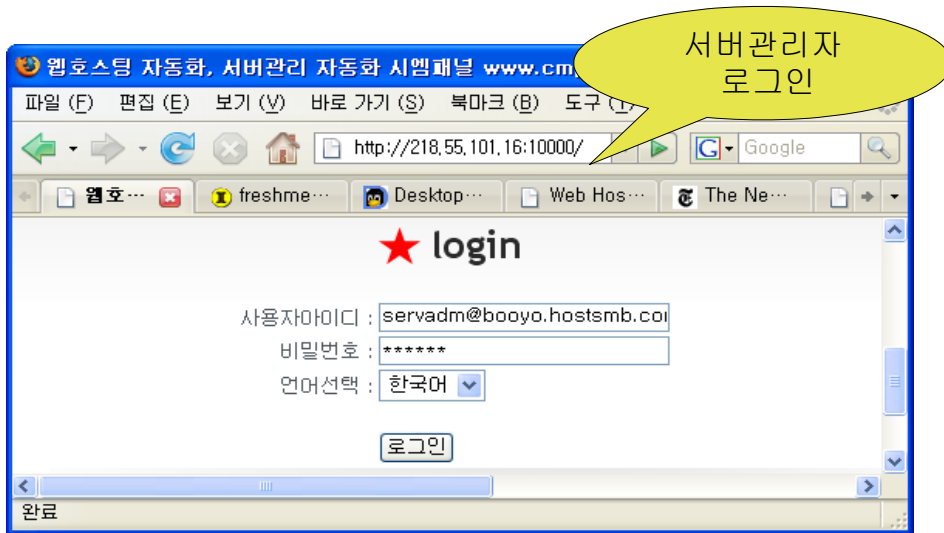 서버관리자
로그인
웹호스팅 자동화, 서버관리 자동화 시엠패널 www.cm
파일 (F) 편집 (E) 보기 (V) 바로 가기 (S) 북마크 (B) 도구 (T)
http://218.55.101.16:10000/ G Google
웹호… freshme… Desktop… Web Hos… The Ne…
login
사용자아이디 : servadm@booyo.hostsmb.co
비밀번호 : ******
언어선택 : 한국어
로그인
완료